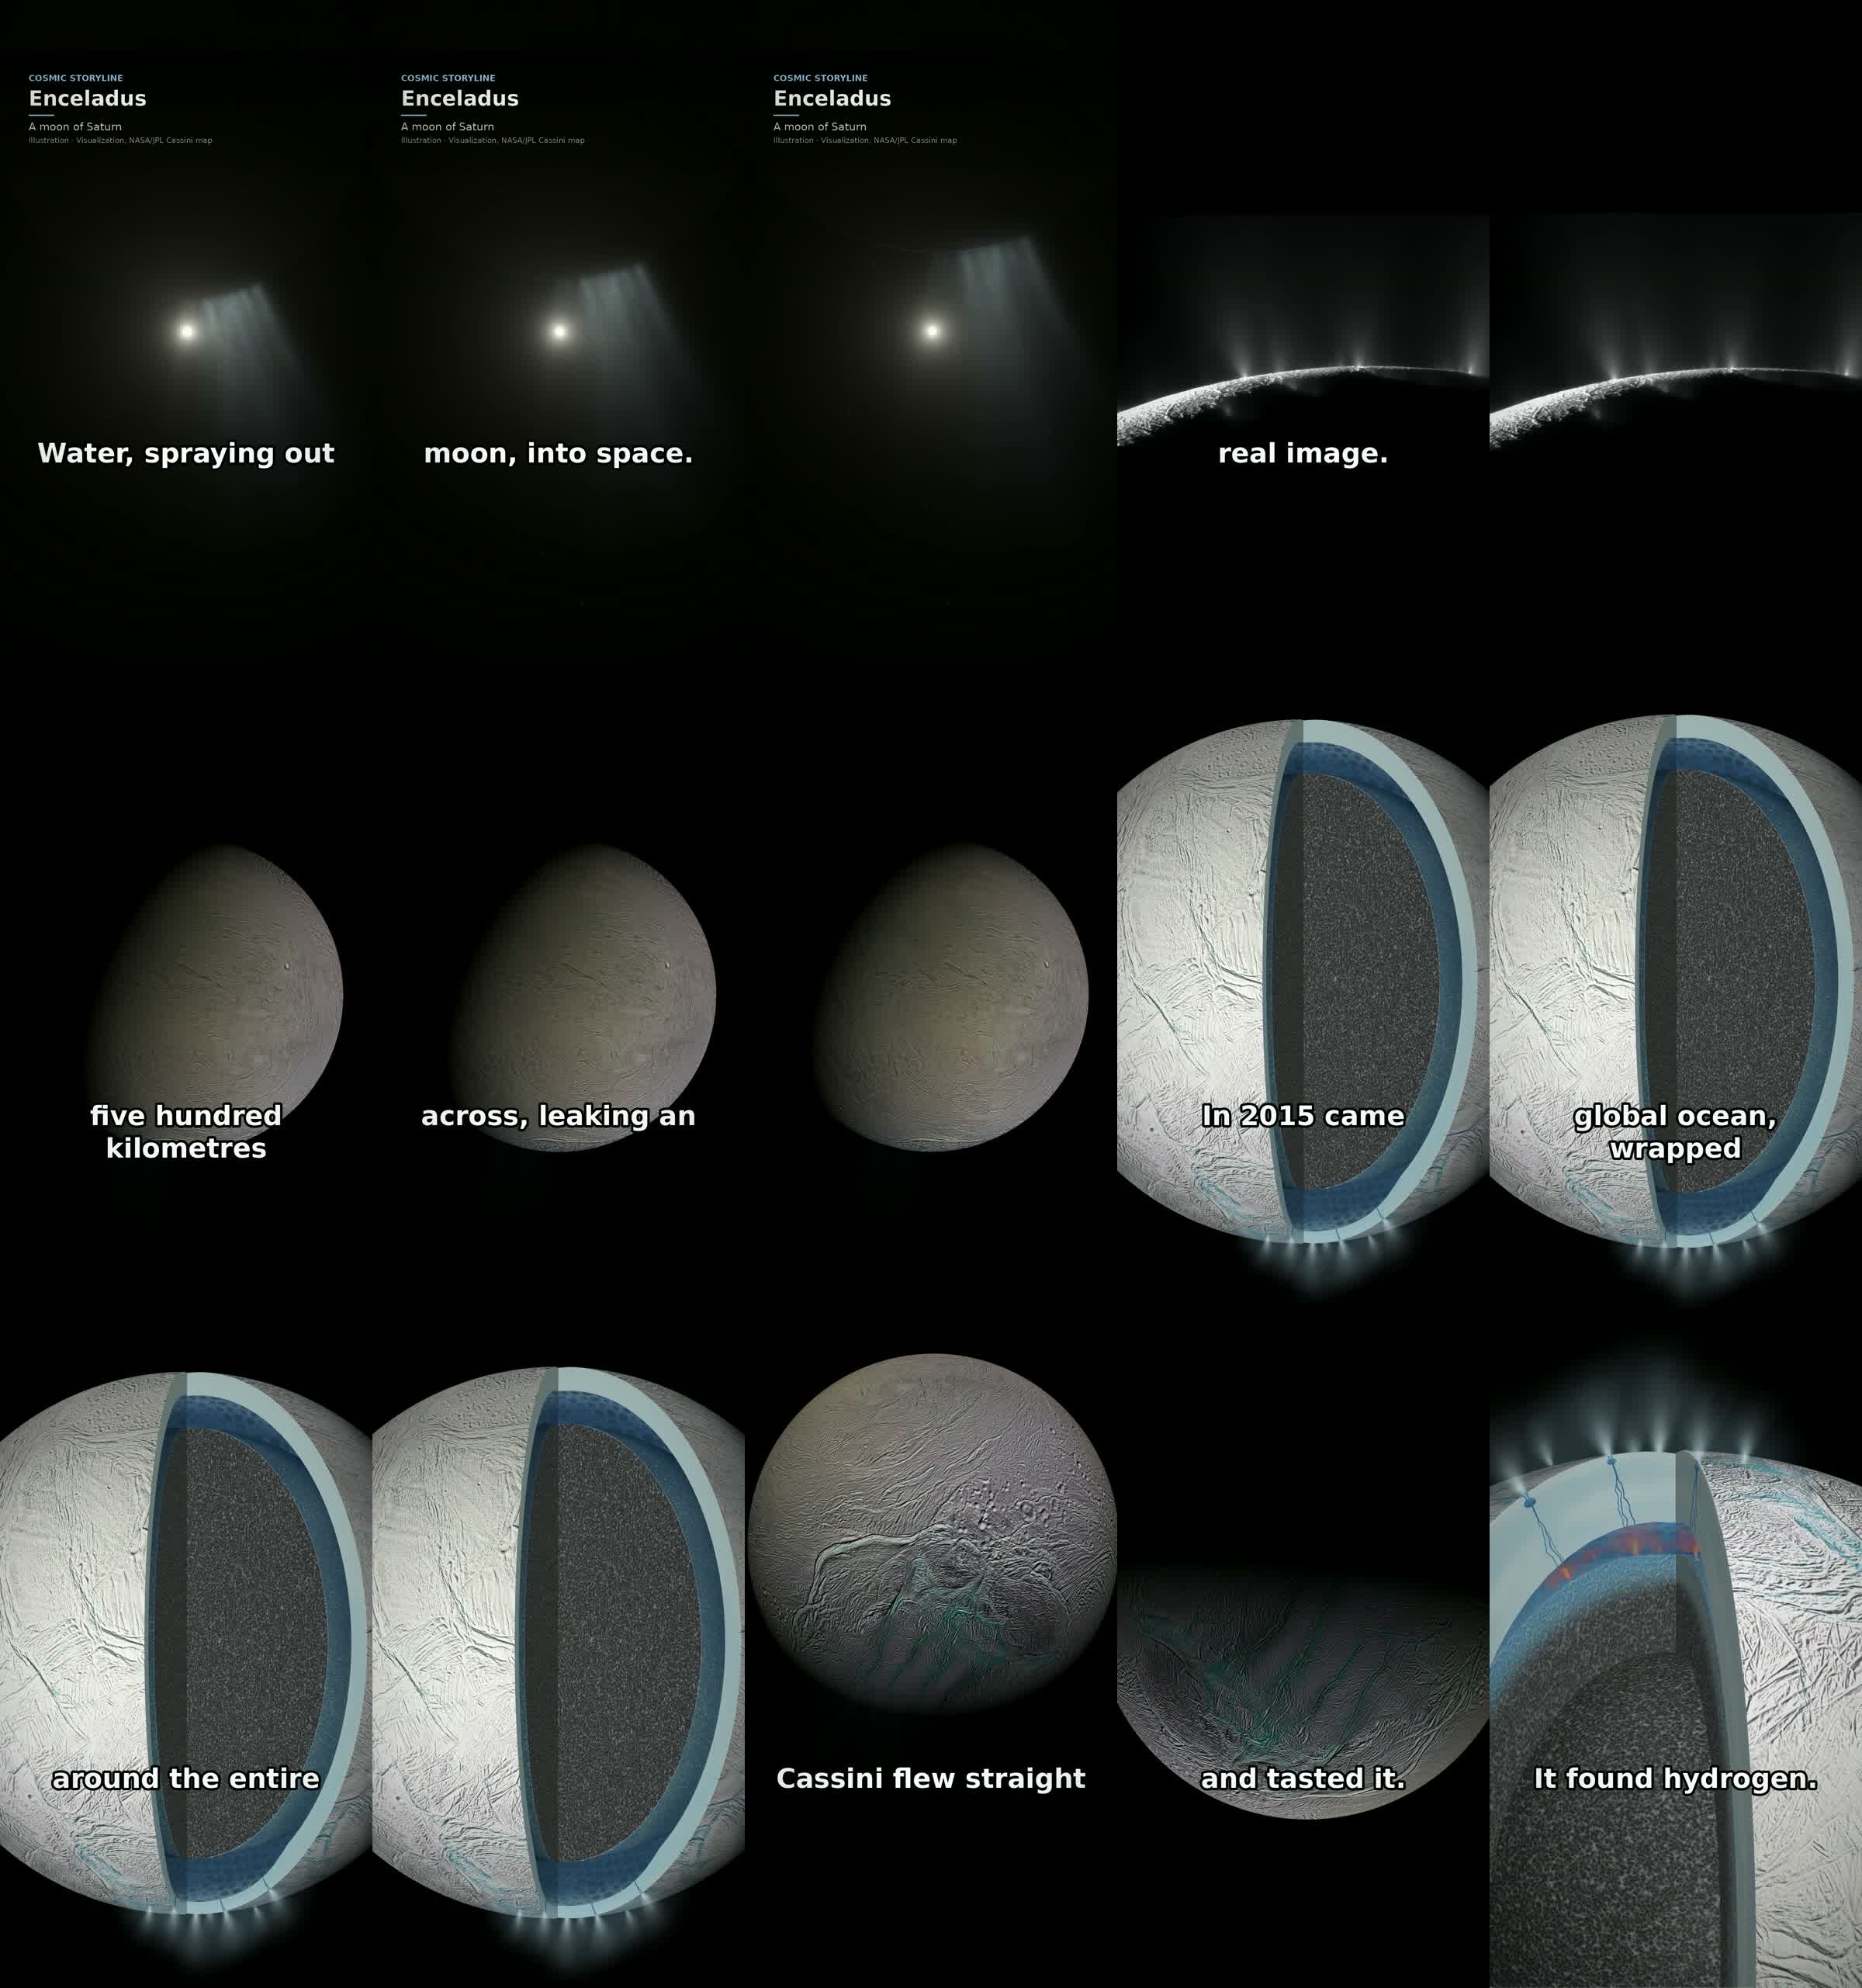 COSMIC STORYLINE
Enceladus
A moon of Saturn
Illustration · Visualization, NASA/JPL Cassini map
Water, spraying out
COSMIC STORYLINE
Enceladus
A moon of Saturn
Illustration · Visualization, NASA/JPL Cassini map
moon, into space.
COSMIC STORYLINE
Enceladus
A moon of Saturn
Illustration · Visualization, NASA/JPL Cassini map
real image.
five hundred
kilometres
across, leaking an
In 2015 came
global ocean,
wrapped
around the entire
Cassini flew straight
and tasted it.
It found hydrogen.